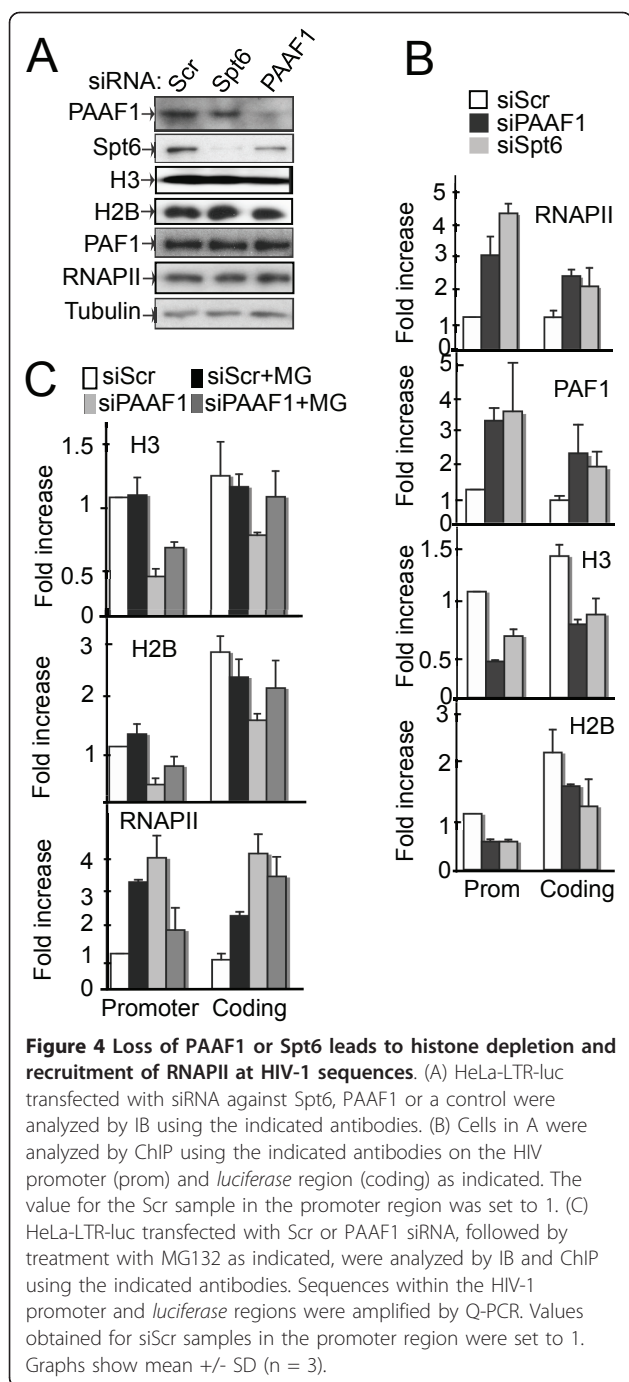 A
siRNA: Scr Spt6 PAAF1
PAAF1
Spt6
H3
H2B
PAF1
RNAPII
Tubulin
B
siScr
siPAAF1
siSpt6
RNAPII
Fold increase
5
4
3
2
1
0
PAF1
Fold increase
5
4
3
2
1
0
H3
Fold increase
1.5
1
0.5
0
H2B
Fold increase
3
2
1
0
Prom Coding
C
siScr siScr+MG
siPAAF1 siPAAF1+MG
H3
Fold increase
1.5
1
0.5
0
H2B
Fold increase
3
2
1
RNAPII
Fold increase
4
3
2
1
0
Promoter Coding
Figure 4 Loss of PAAF1 or Spt6 leads to histone depletion and
recruitment of RNAPII at HIV-1 sequences. (A) HeLa-LTR-luc
transfected with siRNA against Spt6, PAAF1 or a control were
analyzed by IB using the indicated antibodies. (B) Cells in A were
analyzed by ChIP using the indicated antibodies on the HIV
promoter (prom) and luciferase region (coding) as indicated. The
value for the Scr sample in the promoter region was set to 1. (C)
HeLa-LTR-luc transfected with Scr or PAAF1 siRNA, followed by
treatment with MG132 as indicated, were analyzed by IB and ChIP
using the indicated antibodies. Sequences within the HIV-1
promoter and luciferase regions were amplified by Q-PCR. Values
obtained for siScr samples in the promoter region were set to 1.
Graphs show mean +/- SD (n = 3).